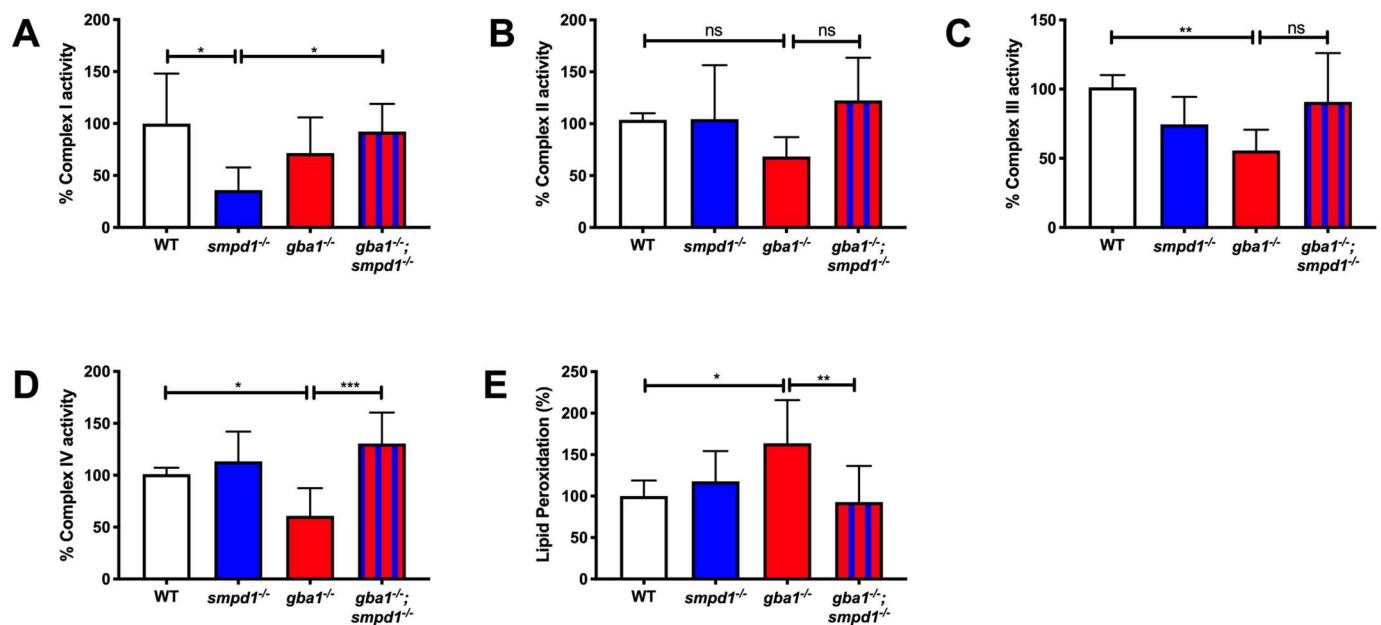 A
% Complex I activity
200
150
100
50
0
* *
WT smpd1-/- gba1-/- gba1-/-;
smpd1-/-
B
% Complex II activity
200
150
100
50
0
ns ns
WT smpd1-/- gba1-/- gba1-/-;
smpd1-/-
C
% Complex III activity
150
100
50
0
** ns
WT smpd1-/- gba1-/- gba1-/-;
smpd1-/-
D
% Complex IV activity
200
150
100
50
0
* ***
WT smpd1-/- gba1-/- gba1-/-;
smpd1-/-
E
Lipid Peroxidation (%)
250
200
150
100
50
0
* **
WT smpd1-/- gba1-/- gba1-/-;
smpd1-/-